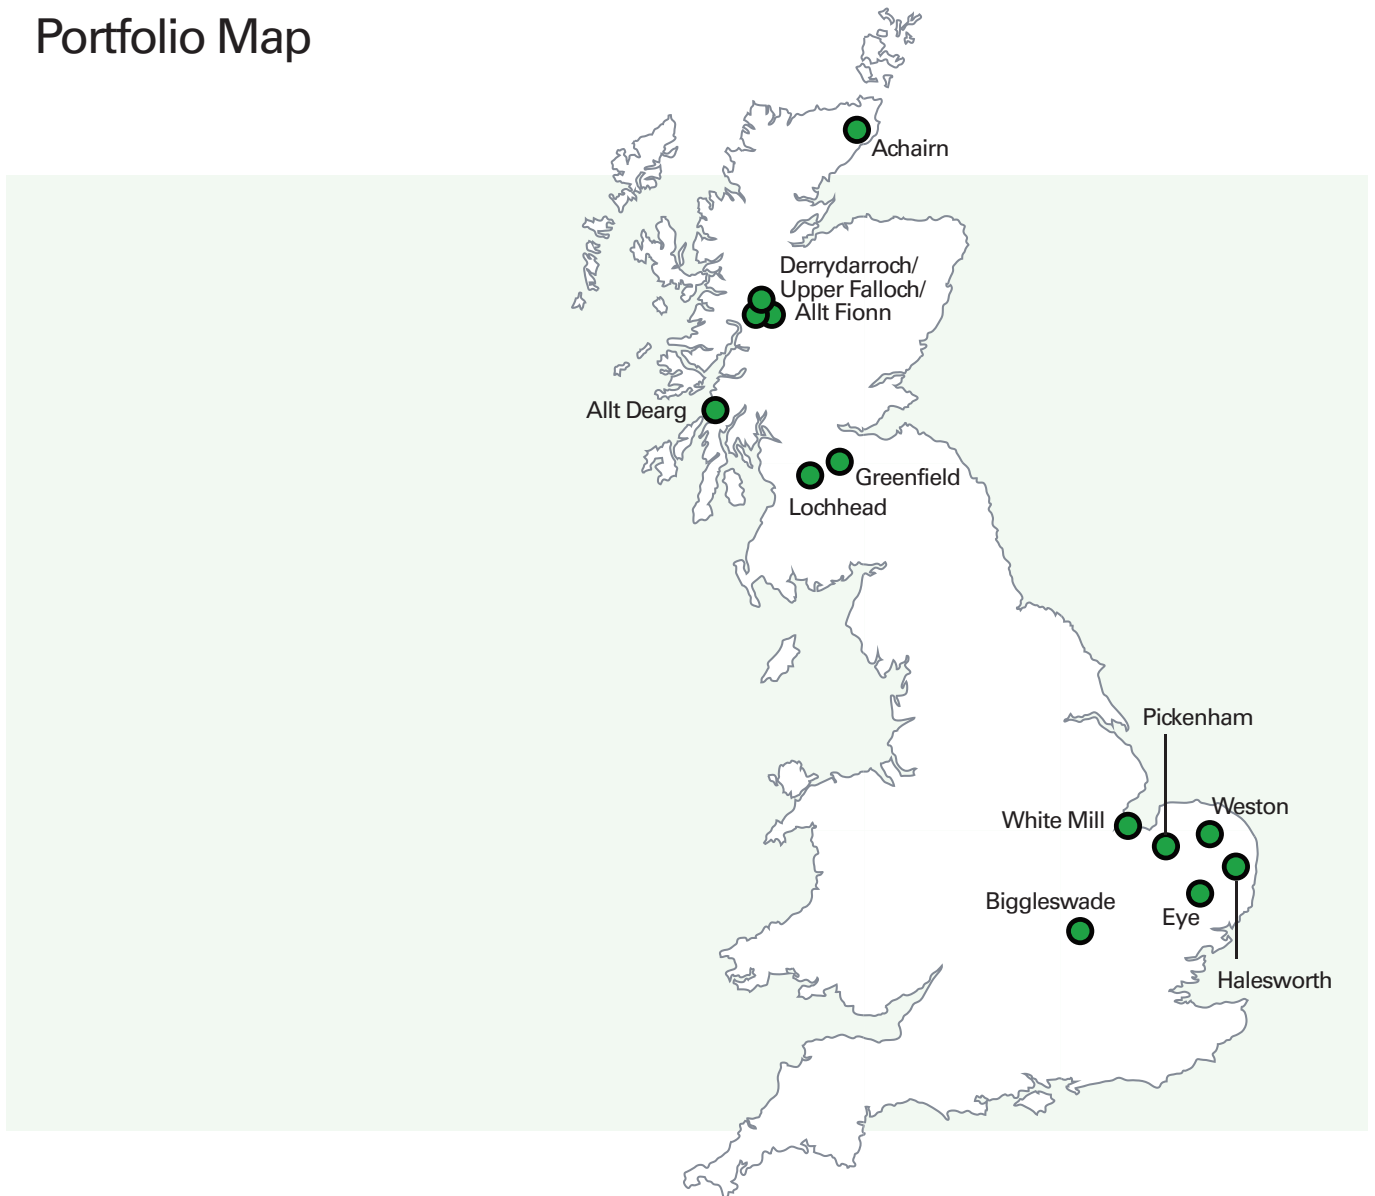 Portfolio Map
Achairn
Derrydarroch/
Upper Falloch/
Allt Fionn
Allt Dearg
Greenfield
Lochhead
Pickenham
Weston
White Mill
Biggleswade
Eye
Halesworth